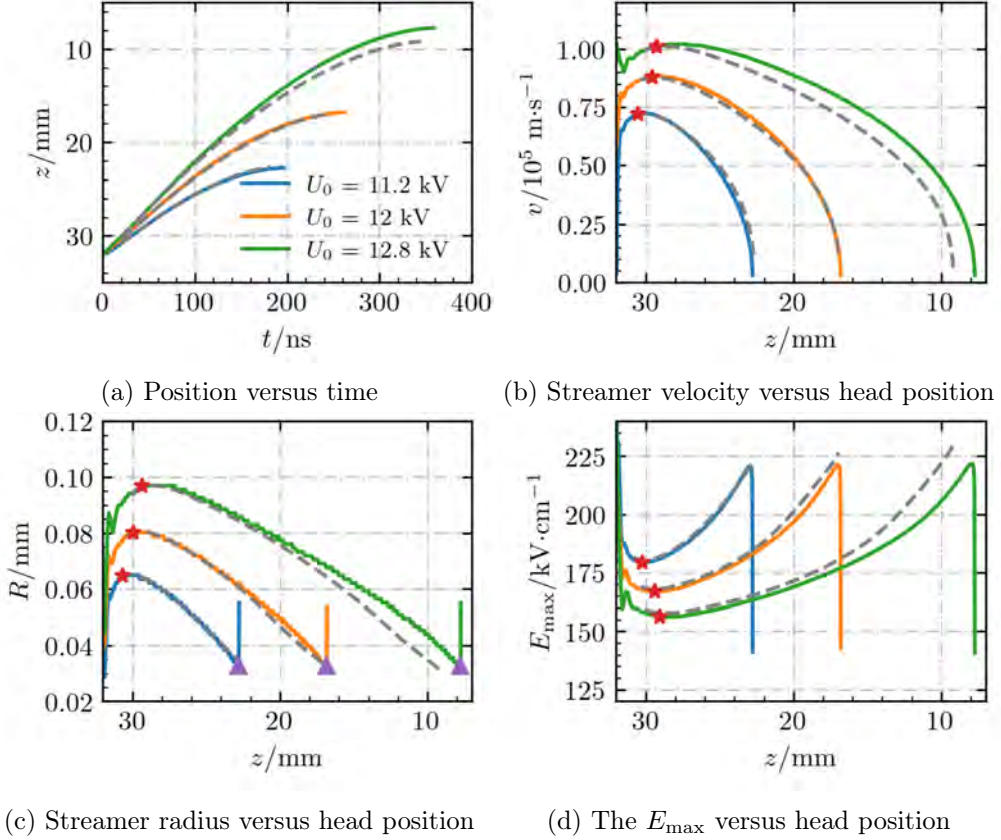 z/mm
10
20
30
0
100
200
300
400
t/ns
U₀ = 11.2 kV
U₀ = 12 kV
U₀ = 12.8 kV
(a) Position versus time
v/10⁵ m·s⁻¹
1.00
0.75
0.50
0.25
0.00
30
20
10
z/mm
(b) Streamer velocity versus head position
R/mm
0.12
0.10
0.08
0.06
0.04
0.02
30
20
10
z/mm
(c) Streamer radius versus head position
E_max/kV·cm⁻¹
225
200
175
150
125
30
20
10
z/mm
(d) The E_max versus head position